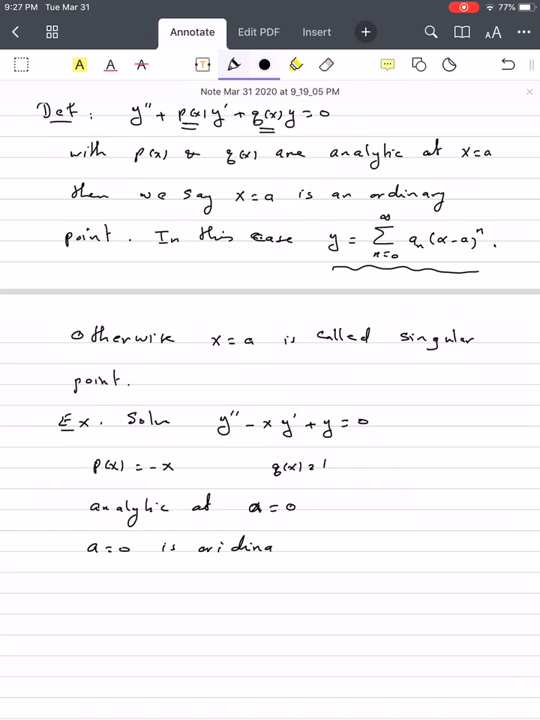 9:27 PM Tue Mar 31
77%
Annotate Edit PDF Insert
Note Mar 31 2020 at 9_19_05 PM
Def: y'' + p(x)y' + q(x)y = 0
with p(x) & q(x) are analytic at x=a
then we say x=a is an ordinary
point. In this case y = ∑_{n=0}^{∞} a_n(x-a)^n.
Otherwise x=a is called singular
point.
Ex. Soln y'' - x y' + y = 0
p(x) = -x q(x) = 1
analytic at a=0
a=0 is oridina